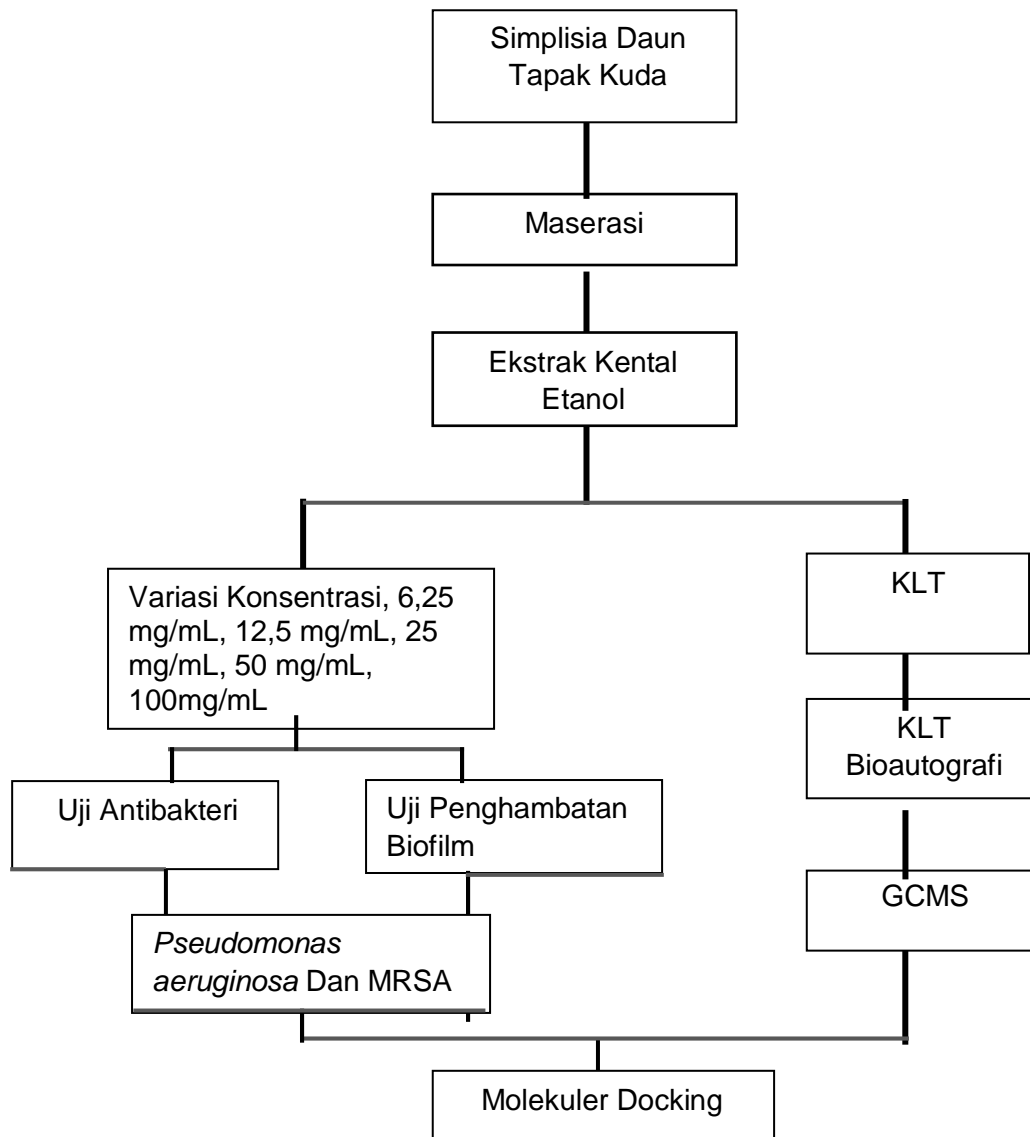 Simplisia Daun
Tapak Kuda
Maserasi
Ekstrak Kental
Etanol
Variasi Konsentrasi, 6,25
mg/mL, 12,5 mg/mL, 25
mg/mL, 50 mg/mL,
100mg/mL
KLT
KLT
Bioautografi
Uji Antibakteri
Uji Penghambatan
Biofilm
GCMS
Pseudomonas
aeruginosa Dan MRSA
Molekuler Docking